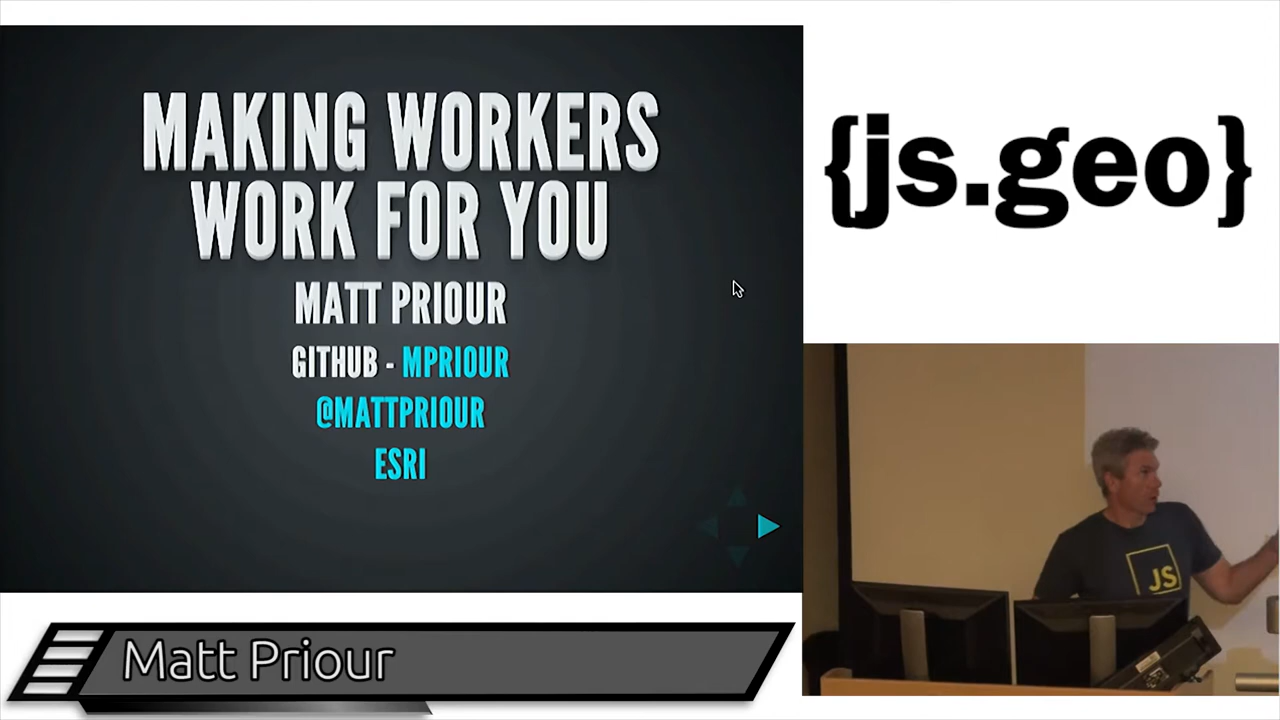 MAKING WORKERS
WORK FOR YOU
MATT PRIOUR
GITHUB - MPRIOUR
@MATTPRIOUR
ESRI
{js.geo}
JS
Matt Priour